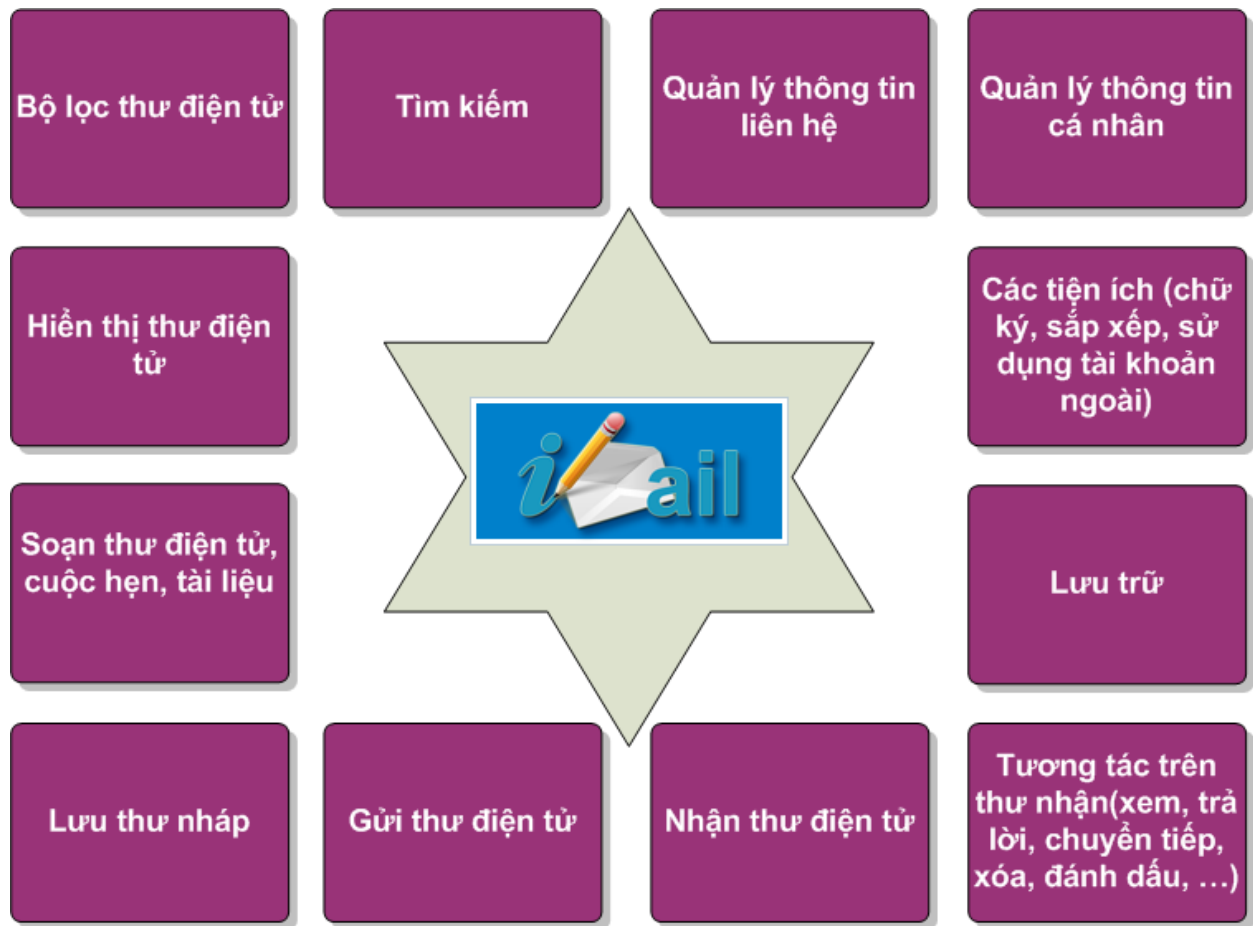 Bộ lọc thư điện tử
Tìm kiếm
Quản lý thông tin
liên hệ
Quản lý thông tin
cá nhân
Hiển thị thư điện
tử
Các tiện ích (chữ
ký, sắp xếp, sử
dụng tài khoản
ngoài)
i ail
Soạn thư điện tử,
cuộc hẹn, tài liệu
Lưu trữ
Lưu thư nháp
Gửi thư điện tử
Nhận thư điện tử
Tương tác trên
thư nhận(xem, trả
lời, chuyển tiếp,
xóa, đánh dấu, ...)